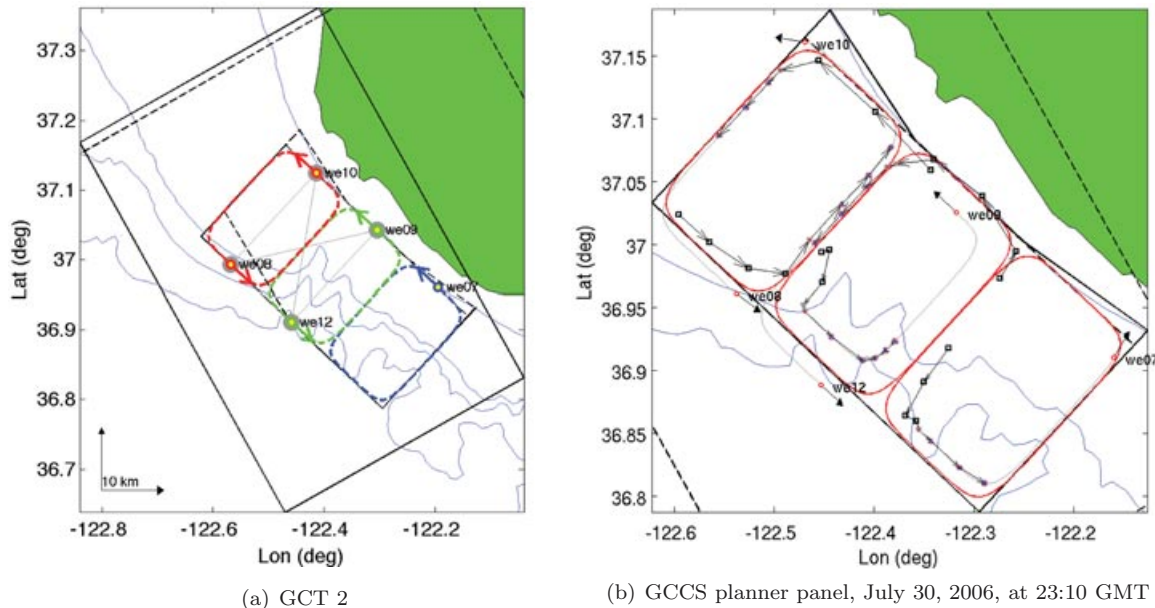 37.3
37.2
37.1
37
36.9
36.8
36.7
Lat (deg)
we10
we09
we08
we07
we12
10 km
-122.8
-122.6
-122.4
-122.2
Lon (deg)
(a) GCT 2
37.15
37.1
37.05
37
36.95
36.9
36.85
36.8
Lat (deg)
we10
we09
we08
we07
we12
-122.6
-122.5
-122.4
-122.3
-122.2
Lon (deg)
(b) GCCS planner panel, July 30, 2006, at 23:10 GMT